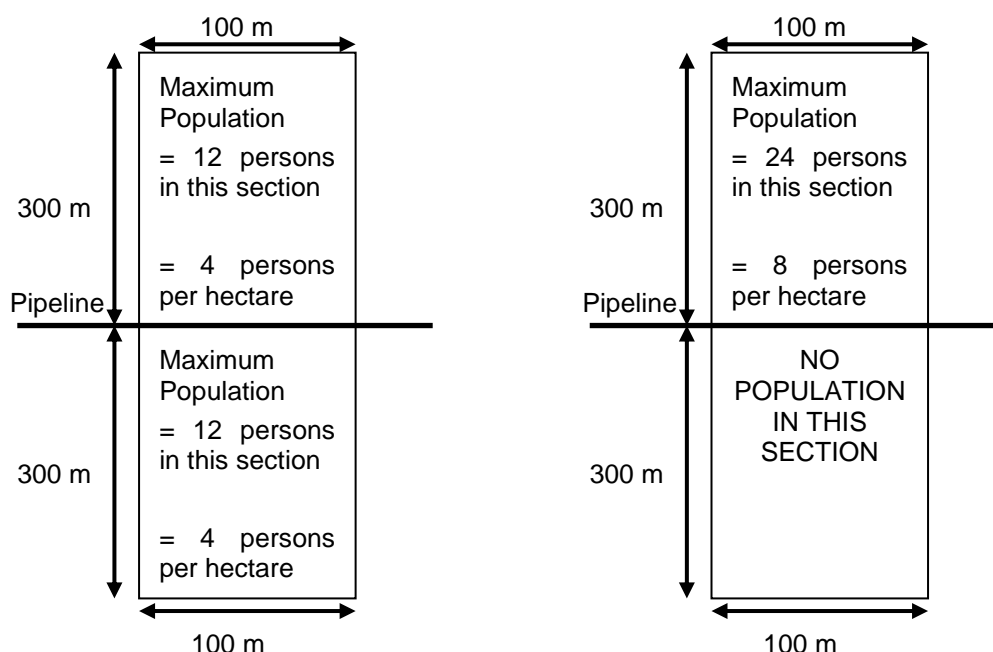 100 m
Maximum
Population
= 12 persons
in this section
300 m
= 4 persons
per hectare
Pipeline
Maximum
Population
= 12 persons
in this section
300 m
= 4 persons
per hectare
100 m
100 m
Maximum
Population
= 24 persons
in this section
300 m
= 8 persons
per hectare
Pipeline
NO
POPULATION
IN THIS
SECTION
300 m
100 m